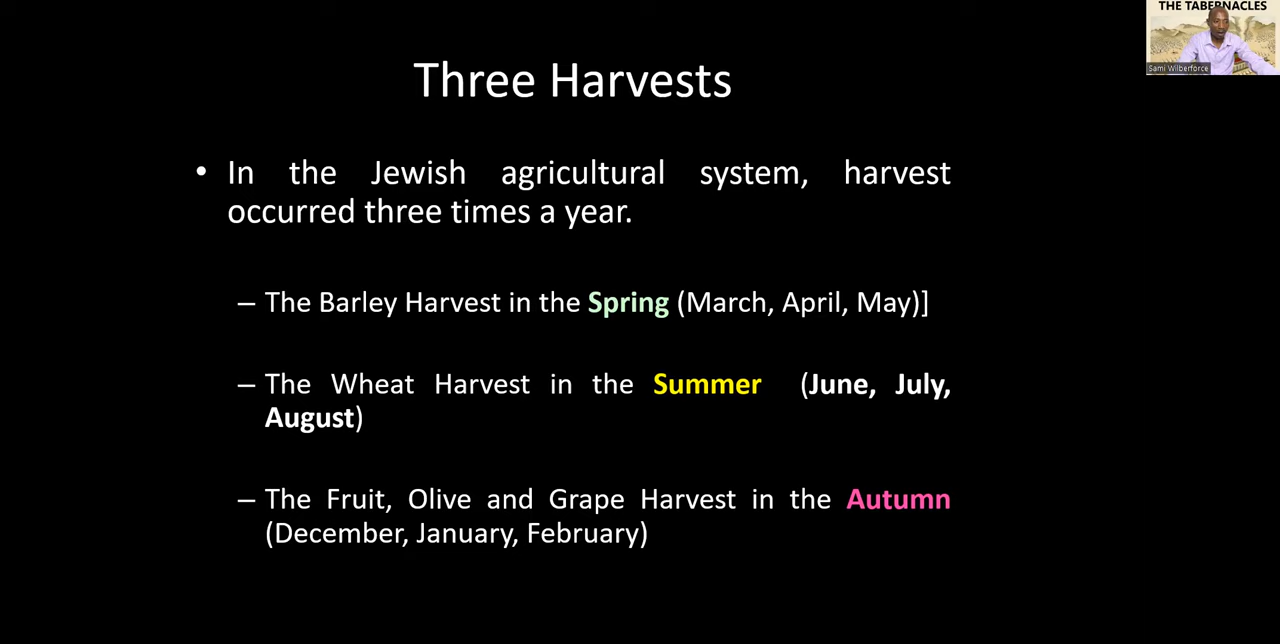 THE TABERNACLES
Sami Wilberforce
Three Harvests
• In the Jewish agricultural system, harvest
occurred three times a year.
– The Barley Harvest in the Spring (March, April, May)]
– The Wheat Harvest in the Summer (June, July,
August)
– The Fruit, Olive and Grape Harvest in the Autumn
(December, January, February)